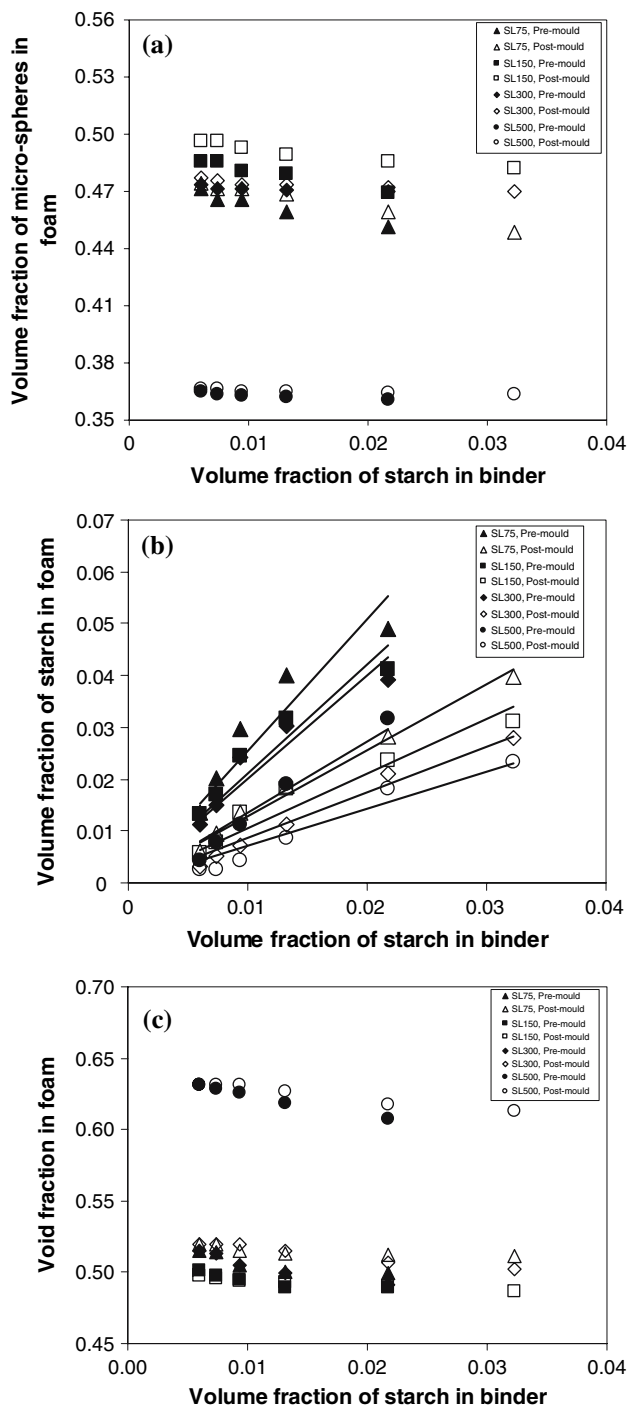 (a)
Volume fraction of micro-spheres in
foam
0.56
0.53
0.50
0.47
0.44
0.41
0.38
0.35
SL75, Pre-mould
SL75, Post-mould
SL150, Pre-mould
SL150, Post-mould
SL300, Pre-mould
SL300, Post-mould
SL500, Pre-mould
SL500, Post-mould
0 0.01 0.02 0.03 0.04
Volume fraction of starch in binder
(b)
Volume fraction of starch in foam
0.07
0.06
0.05
0.04
0.03
0.02
0.01
0
SL75, Pre-mould
SL75, Post-mould
SL150, Pre-mould
SL150, Post-mould
SL300, Pre-mould
SL300, Post-mould
SL500, Pre-mould
SL500, Post-mould
0 0.01 0.02 0.03 0.04
Volume fraction of starch in binder
(c)
Void fraction in foam
0.70
0.65
0.60
0.55
0.50
0.45
SL75, Pre-mould
SL75, Post-mould
SL150, Pre-mould
SL150, Post-mould
SL300, Pre-mould
SL300, Post-mould
SL500, Pre-mould
SL500, Post-mould
0.00 0.01 0.02 0.03 0.04
Volume fraction of starch in binder